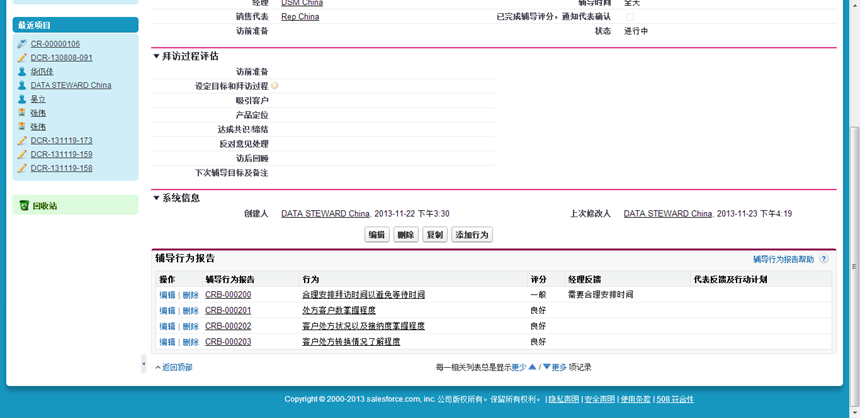 经理 DSM China 辅导时间 全天
最近项目
销售代表 Rep China 已完成辅导评分，通知代表确认
访前准备 状态 进行中
CR-00000106
DCR-130808-091
华仍佳
DATA STEWARD China
吴立
张伟
张伟
DCR-131119-173
DCR-131119-159
DCR-131119-158
回收站
拜访过程评估
访前准备
设定目标和拜访过程
吸引客户
产品定位
达成共识/缔结
反对意见处理
访后回顾
下次辅导目标及备注
系统信息
创建人 DATA STEWARD China, 2013-11-22 下午3:30 上次修改人 DATA STEWARD China, 2013-11-23 下午4:19
编辑 删除 复制 添加行为
辅导行为报告 辅导行为报告帮助 ?
操作 辅导行为报告 行为 评分 经理反馈 代表反馈及行动计划
编辑 | 删除 CRB-000200 合理安排拜访时间以避免等待时间 一般 需要合理安排时间
编辑 | 删除 CRB-000201 处方客户数掌握程度 良好
编辑 | 删除 CRB-000202 客户处方状况以及接纳度掌握程度 良好
编辑 | 删除 CRB-000203 客户处方转换情况了解程度 良好
返回顶部 每一相关列表总是显示更少 / 更多 项记录
Copyright © 2000-2013 salesforce.com, inc. 公司版权所有。保留所有权利。 | 隐私声明 | 安全声明 | 使用条款 | 508 符合性